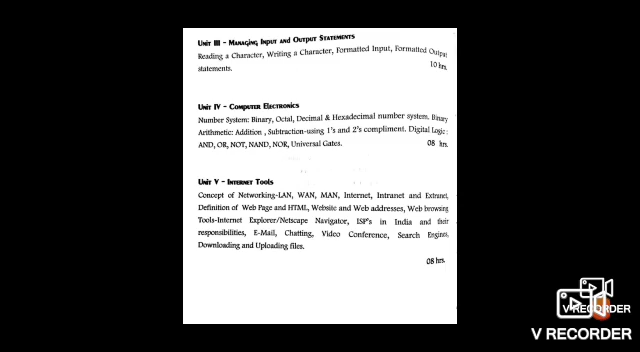 Unit III – Managing Input and Output Statements
Reading a Character, Writing a Character, Formatted Input, Formatted Output
statements. 10 hrs.
Unit IV – Computer Electronics
Number System: Binary, Octal, Decimal & Hexadecimal number system. Binary
Arithmetic: Addition , Subtraction-using 1's and 2's compliment. Digital Logic:
AND, OR, NOT, NAND, NOR, Universal Gates. 08 hrs.
Unit V – Internet Tools
Concept of Networking-LAN, WAN, MAN, Internet, Intranet and Extranet,
Definition of Web Page and HTML, Website and Web addresses, Web browsing
Tools-Internet Explorer/Netscape Navigator, ISP's in India and their
responsibilities, E-Mail, Chatting, Video Conference, Search Engines,
Downloading and Uploading files.
08 hrs.
V RECORDER
V RECORDER